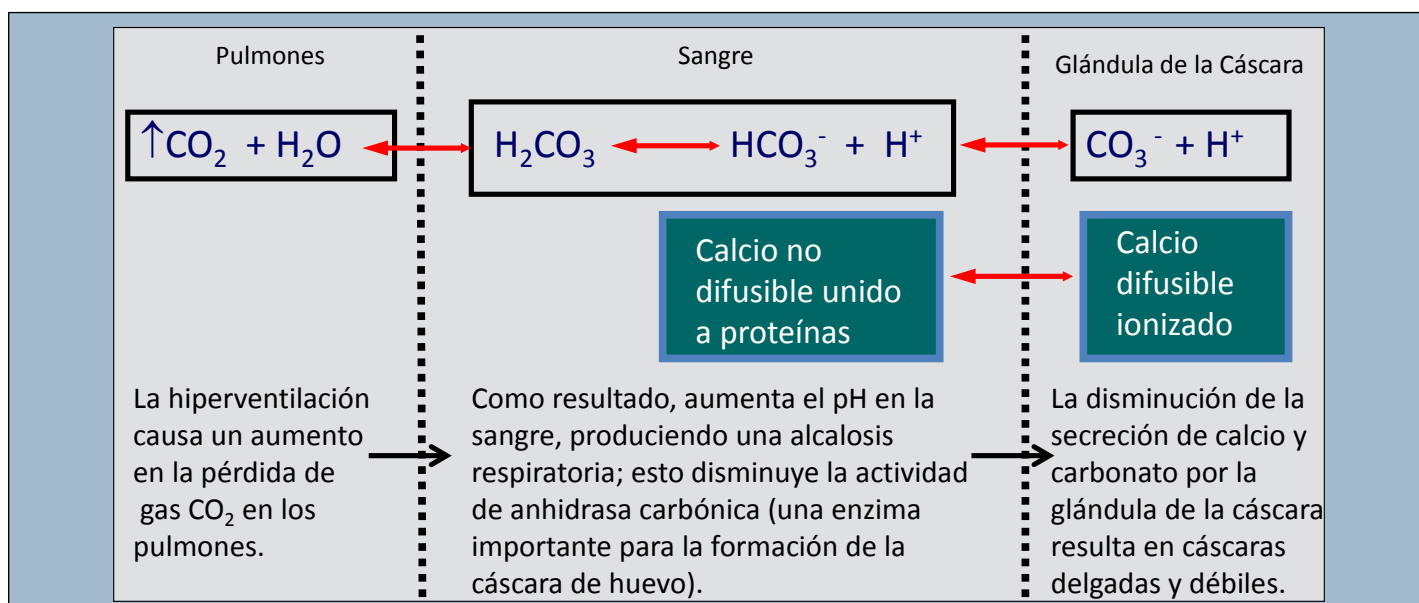 Pulmones
Sangre
Glándula de la Cáscara
↑CO₂ + H₂O
H₂CO₃
HCO₃⁻ + H⁺
CO₃⁻ + H⁺
Calcio no
difusible unido
a proteínas
Calcio
difusible
ionizado
La hiperventilación
causa un aumento
en la pérdida de
gas CO₂ en los
pulmones.
Como resultado, aumenta el pH en la
sangre, produciendo una alcalosis
respiratoria; esto disminuye la actividad
de anhidrasa carbónica (una enzima
importante para la formación de la
cáscara de huevo).
La disminución de la
secreción de calcio y
carbonato por la
glándula de la cáscara
resulta en cáscaras
delgadas y débiles.